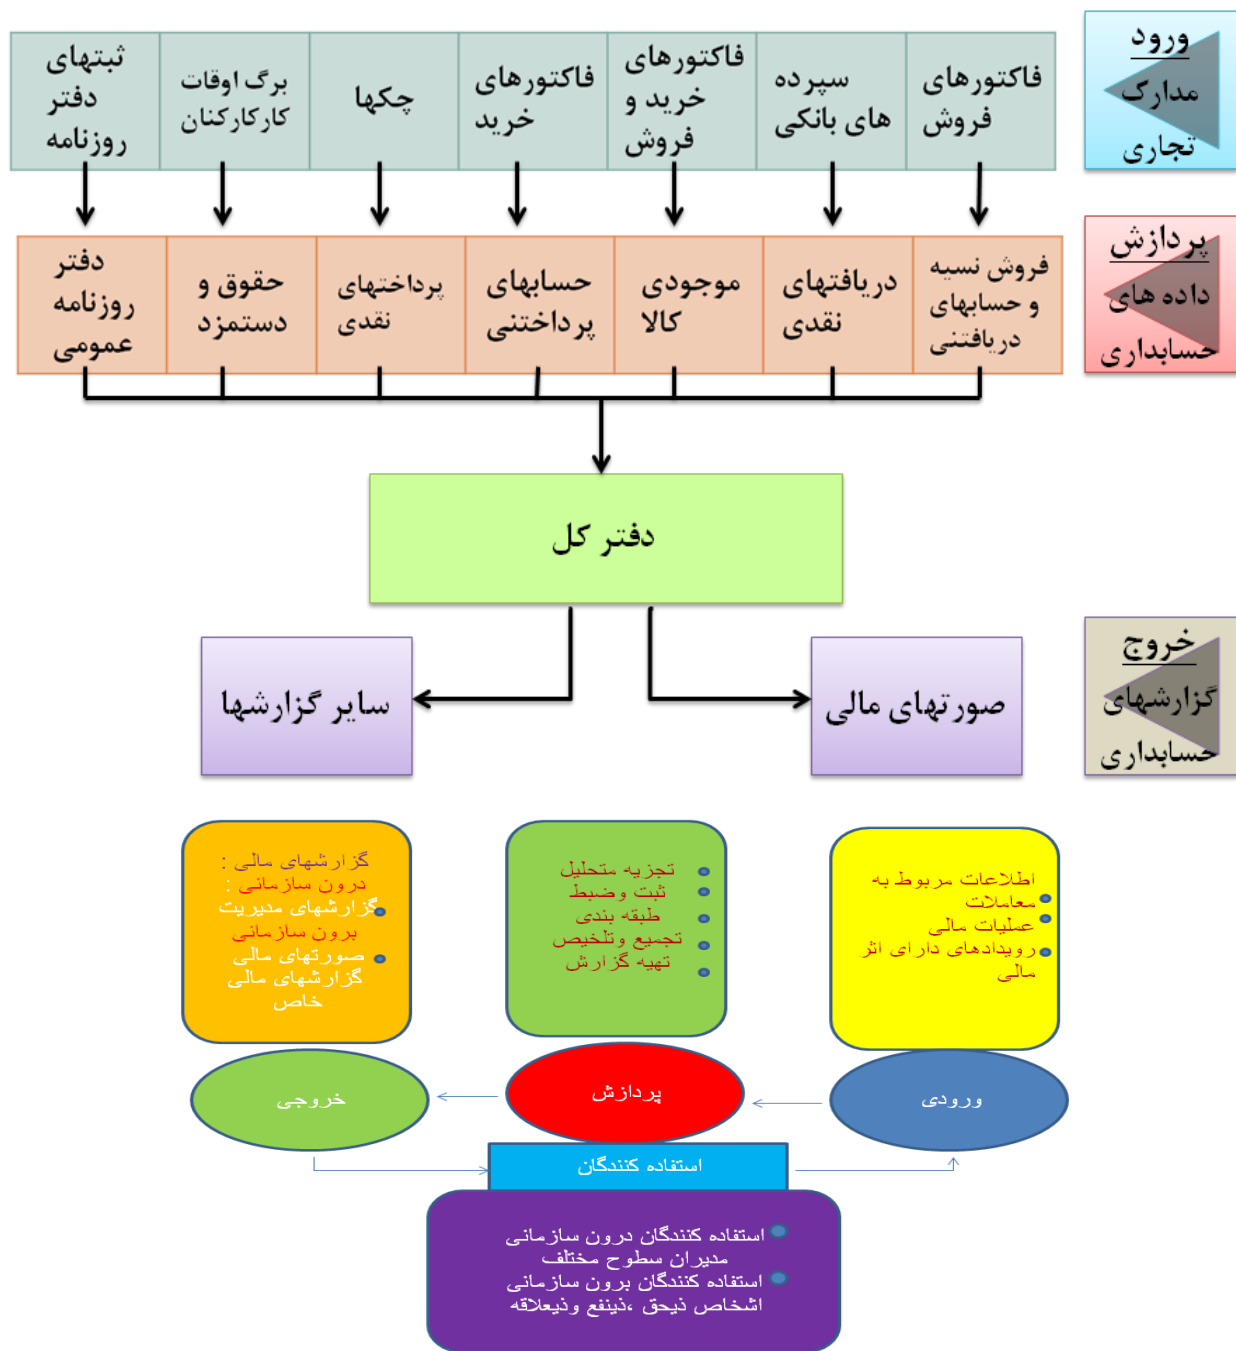 ورود
مدارک
تجاری
فاکتورهای
فروش
سپرده
های بانکی
فاکتورهای
خرید و
فروش
فاکتورهای
خرید
چکها
برگ اوقات
کارکارکنان
ثبتهای
دفتر
روزنامه
پردازش
داده های
حسابداری
فروش نسیه
و حسابهای
دریافتنی
دریافتهای
نقدی
موجودی
کالا
حسابهای
پرداختنی
پرداختهای
نقدی
حقوق و
دستمزد
دفتر
روزنامه
عمومی
دفتر کل
خروج
گزارشهای
حسابداری
صورتهای مالی
سایر گزارشها
اطلاعات مربوط به
معاملات
عملیات مالی
رویدادهای دارای اثر
مالی
تجزیه متحلیل
ثبت وضبط
طبقه بندی
تجمیع وتلخیص
تهیه گزارش
گزارشهای مالی :
درون سازمانی :
گزارشهای مدیریت
برون سازمانی
صورتهای مالی
گزارشهای مالی
خاص
ورودی
پردازش
خروجی
استفاده کنندگان
استفاده کنندگان درون سازمانی
مدیران سطوح مختلف
استفاده کنندگان برون سازمانی
اشخاص ذیحق ،ذینفع وذیعلاقه